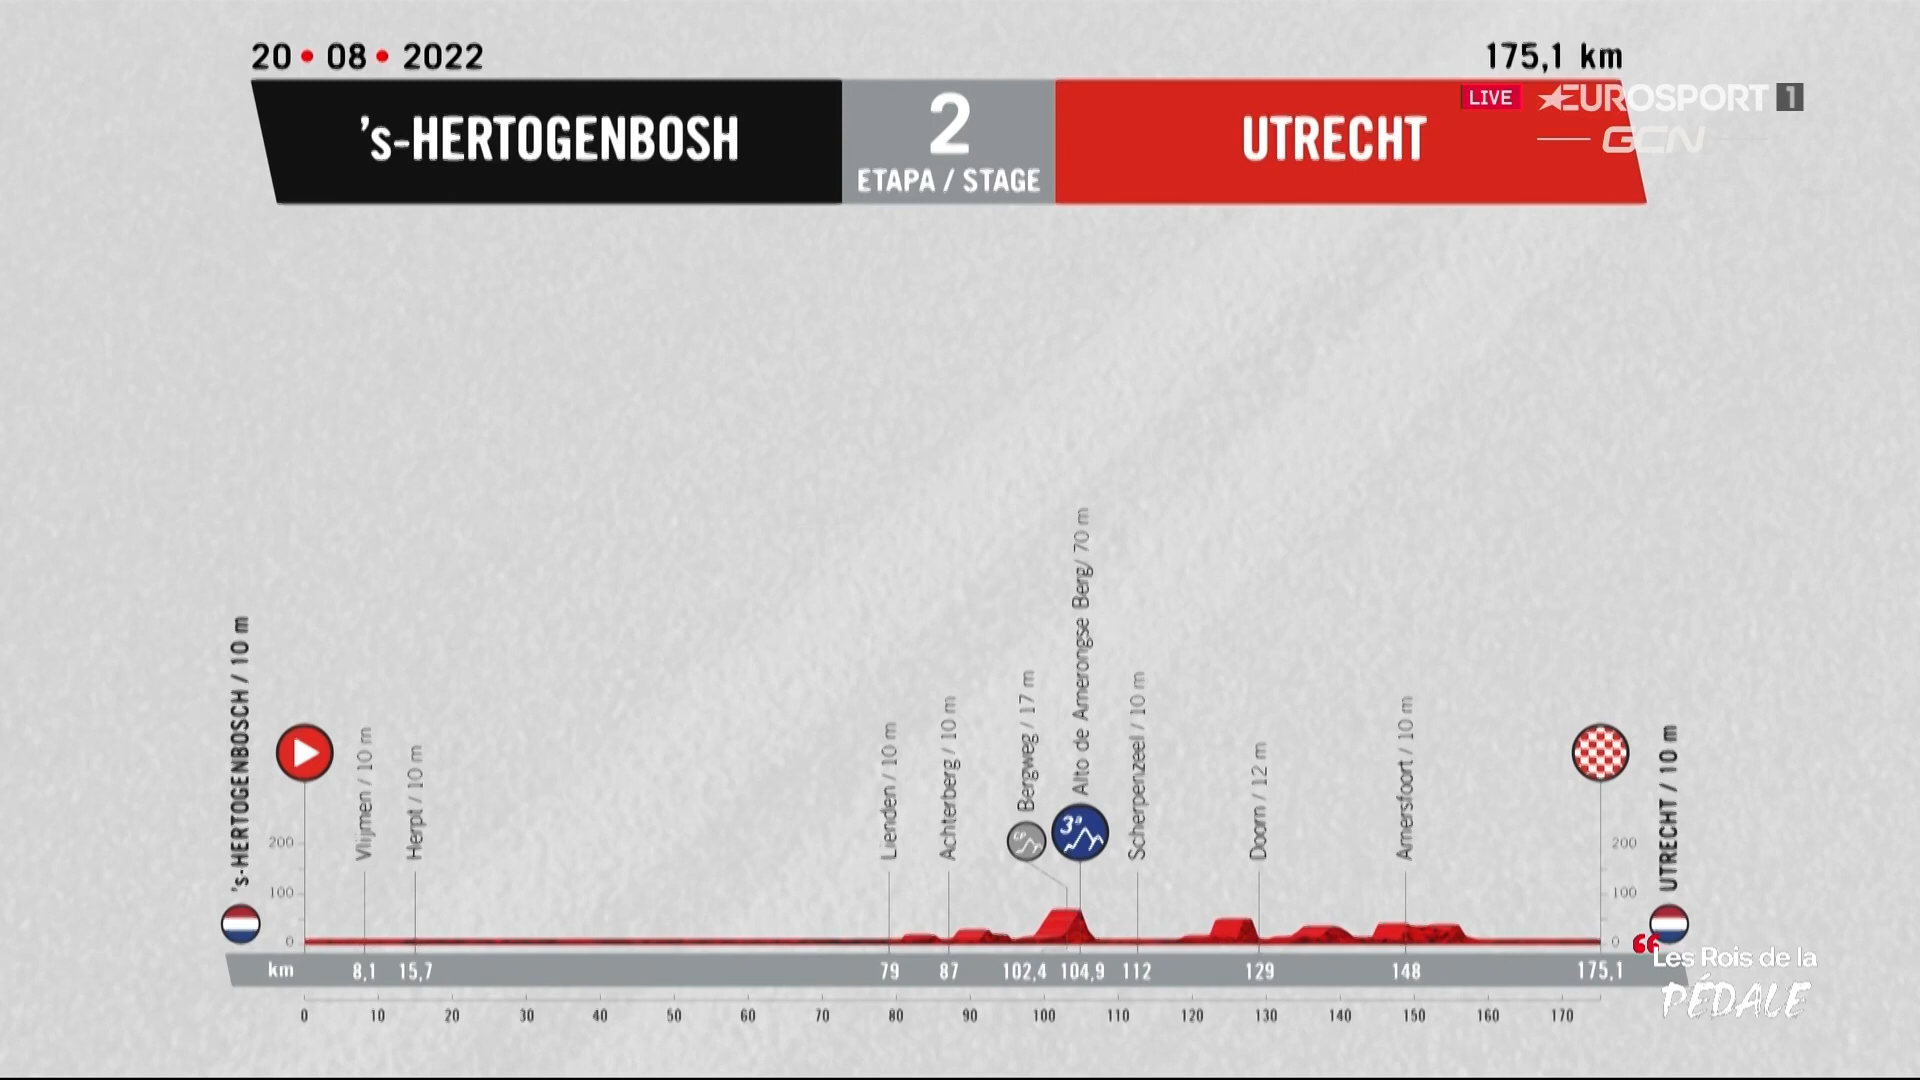 20 • 08 • 2022
175,1 km
's-HERTOGENBOSH
2
ETAPA / STAGE
UTRECHT
LIVE
EUROSPORT 1
GCN
's-HERTOGENBOSCH / 10 m
Vlijmen / 10 m
Herpt / 10 m
Lienden / 10 m
Achterberg / 10 m
Bergweg / 17 m
Alto de Amerongse Berg/ 70 m
Scherpenzeel / 10 m
Doorn / 12 m
Amersfoort / 10 m
UTRECHT / 10 m
CP
3ª
200
100
0
200
100
0
km 8,1 15,7 79 87 102,4 104,9 112 129 148 175,1
0 10 20 30 40 50 60 70 80 90 100 110 120 130 140 150 160 170
“Les Rois de la
PÉDALE